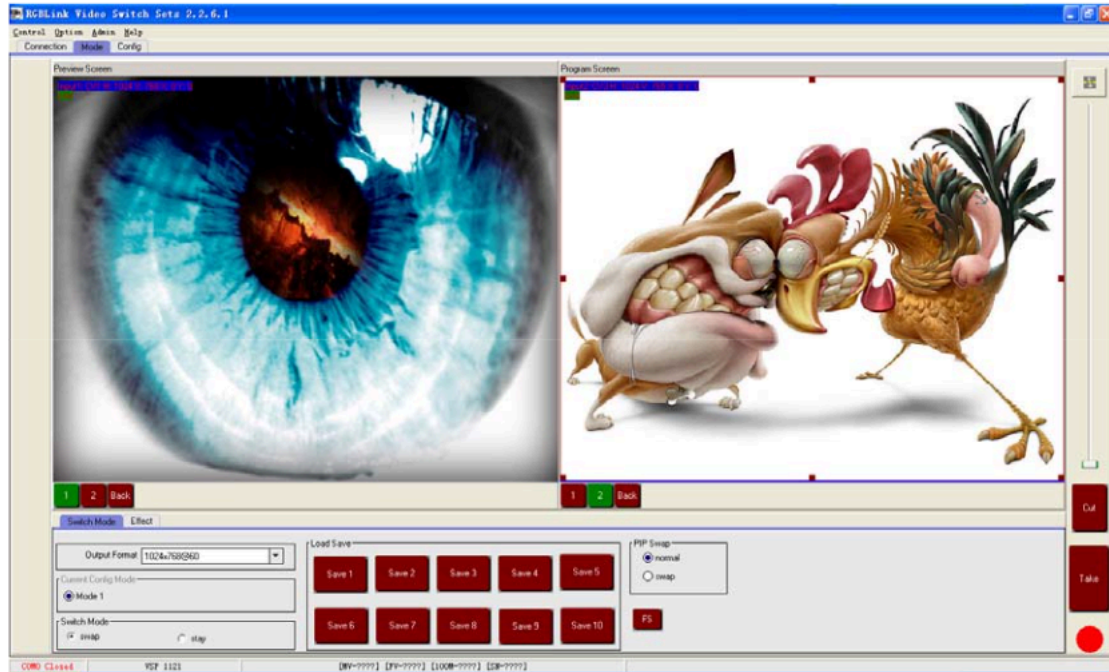 RGBLink Video Switch Sets 2.2.6.1
Control Option Admin Help
Connection Mode Config
Preview Screen Program Screen
1 2 Back 1 2 Back
Cut
Switch Mode Effect
Output Format 1024x768@60
Load Save
PIP Swap
normal
Save 1 Save 2 Save 3 Save 4 Save 5
Current Config Mode
swap
Mode 1
Take
Save 6 Save 7 Save 8 Save 9 Save 10
FS
Switch Mode
swap stay
COM0 Closed VSP 1121 [MV-????] [FV-????] [100M-????] [SN-????]